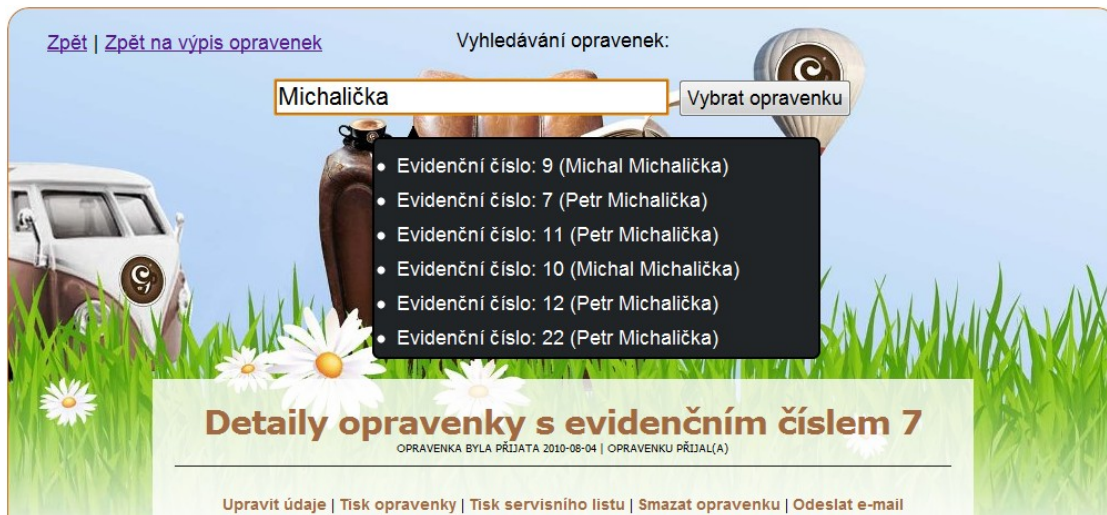 Zpět | Zpět na výpis opravenek
Vyhledávání opravenek:
Michalička
Vybrat opravenku
Evidenční číslo: 9 (Michal Michalička)
Evidenční číslo: 7 (Petr Michalička)
Evidenční číslo: 11 (Petr Michalička)
Evidenční číslo: 10 (Michal Michalička)
Evidenční číslo: 12 (Petr Michalička)
Evidenční číslo: 22 (Petr Michalička)
Detaily opravenky s evidenčním číslem 7
OPRAVENKA BYLA PŘIJATA 2010-08-04 | OPRAVENKU PŘIJAL(A)
Upravit údaje | Tisk opravenky | Tisk servisního listu | Smazat opravenku | Odeslat e-mail